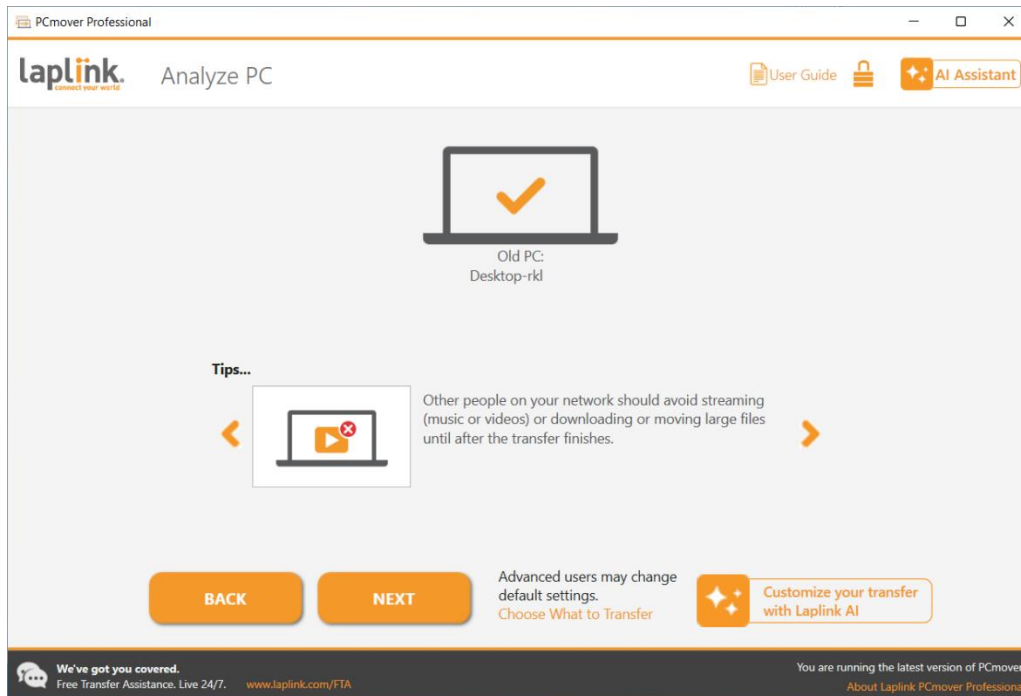 PCmover Professional
laplink.
connect your world
Analyze PC
User Guide
AI Assistant
Old PC:
Desktop-rkl
Tips...
Other people on your network should avoid streaming
(music or videos) or downloading or moving large files
until after the transfer finishes.
BACK
NEXT
Advanced users may change
default settings.
Choose What to Transfer
Customize your transfer
with Laplink AI
We've got you covered.
Free Transfer Assistance. Live 24/7. www.laplink.com/FTA
You are running the latest version of PCmover
About Laplink PCmover Professional